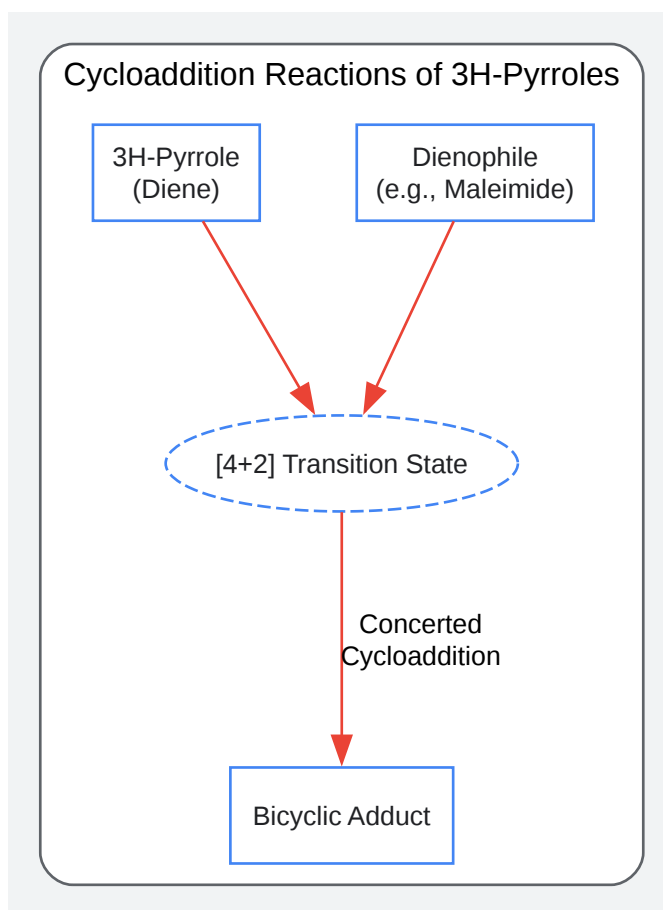 Cycloaddition Reactions of 3H-Pyrroles
3H-Pyrrole
(Diene)
Dienophile
(e.g., Maleimide)
[4+2] Transition State
Concerted
Cycloaddition
Bicyclic Adduct